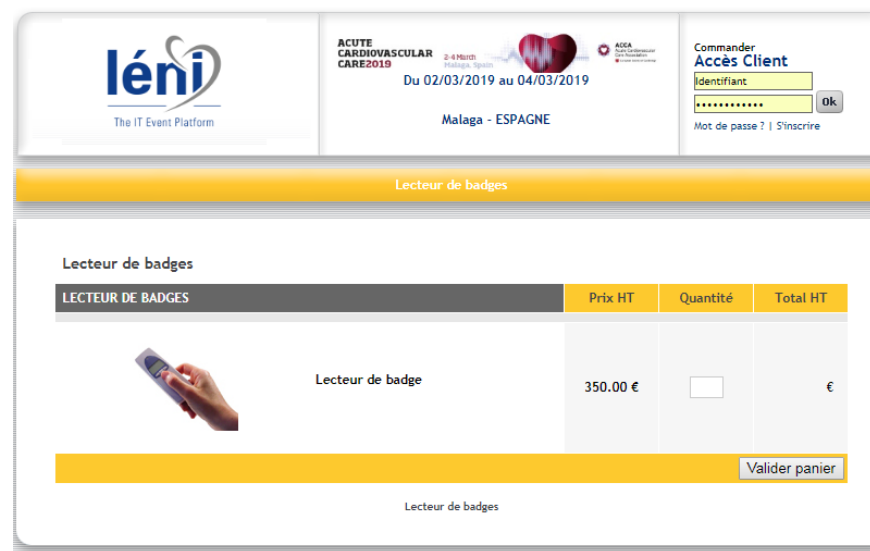 léni
The IT Event Platform
ACUTE
CARDIOVASCULAR
CARE2019
2-4 March
Malaga, Spain
ACCA
Du 02/03/2019 au 04/03/2019
Malaga - ESPAGNE
Commander
Accès Client
Identifiant
••••••••••••
Ok
Mot de passe ? | S'inscrire
Lecteur de badges
Lecteur de badges
LECTEUR DE BADGES Prix HT Quantité Total HT
Lecteur de badge 350.00 € €
Valider panier
Lecteur de badges